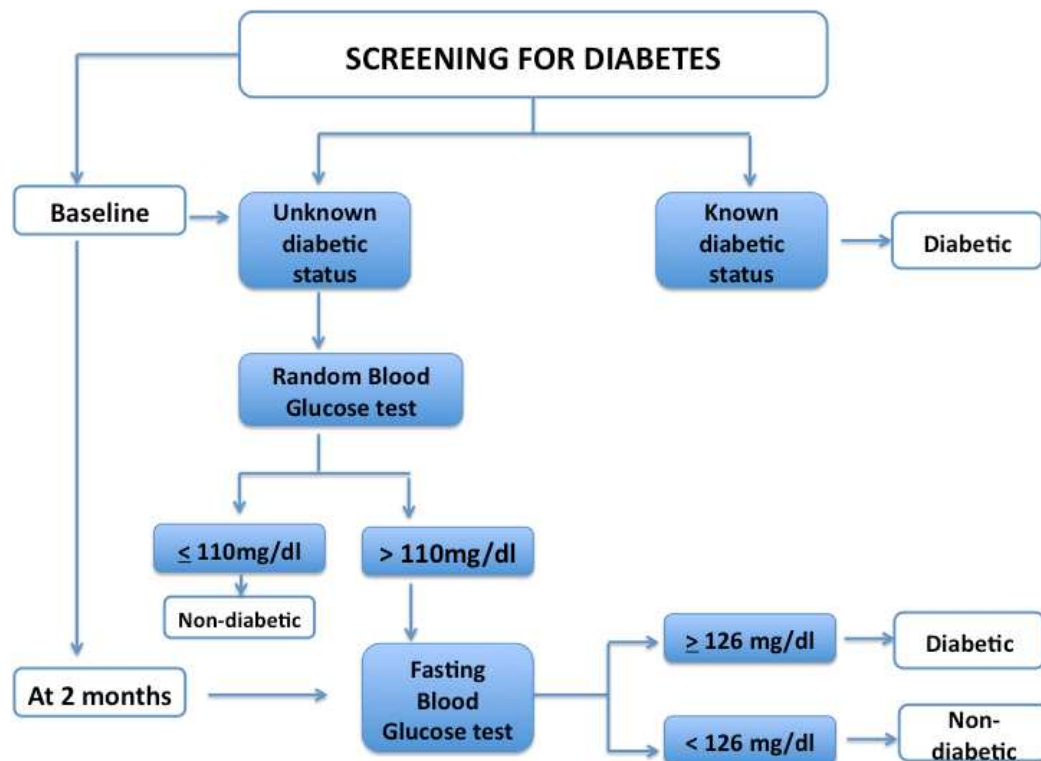 SCREENING FOR DIABETES
Baseline
Unknown
diabetic
status
Known
diabetic
status
Diabetic
Random Blood
Glucose test
≤ 110mg/dl
> 110mg/dl
Non-diabetic
At 2 months
Fasting
Blood
Glucose test
≥ 126 mg/dl
Diabetic
< 126 mg/dl
Non-
diabetic